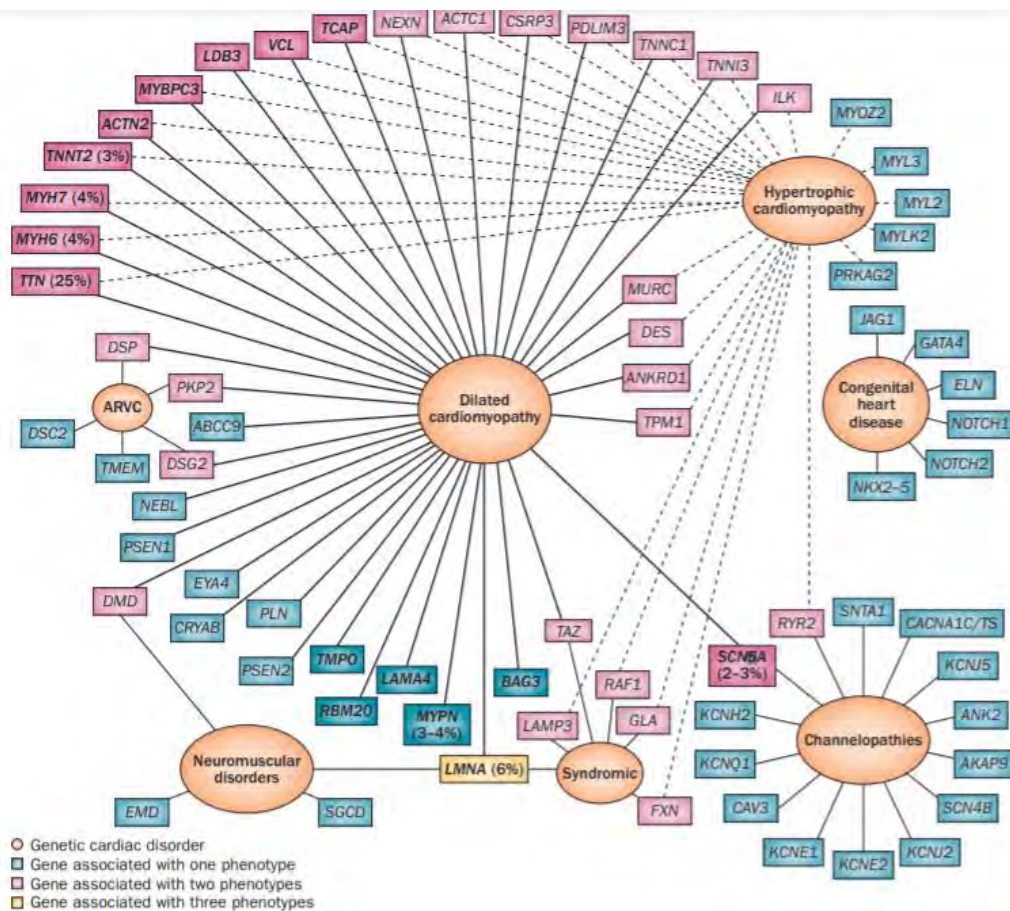 TCAP
NEXN
ACTC1
CSRP3
PDLIM3
VCL
TNNC1
LDB3
TNNI3
MYBPC3
ILK
MYOZ2
ACTN2
TNNT2 (3%)
MYL3
MYH7 (4%)
Hypertrophic
cardiomyopathy
MYL2
MYH6 (4%)
MYLK2
TTN (25%)
PRKAG2
MURC
JAG1
DES
GATA4
DSP
ANKRD1
ELN
PKP2
Congenital
heart
disease
ARVC
Dilated
cardiomyopathy
TPM1
NOTCH1
ABCC9
DSC2
TMEM
DSG2
NOTCH2
NKX2–5
NEBL
PSEN1
EYA4
DMD
PLN
CRYAB
TAZ
RYR2
SNTA1
CACNA1C/TS
PSEN2
TMPO
LAMA4
BAG3
SCN5A
(2–3%)
KCNJ5
RBM20
MYPN
(3–4%)
RAF1
LAMP3
GLA
KCNH2
ANK2
Channelopathies
Neuromuscular
disorders
LMNA (6%)
Syndromic
KCNQ1
AKAP9
EMD
SGCD
FXN
CAV3
SCN4B
KCNE1
KCNE2
KCNJ2
Genetic cardiac disorder
Gene associated with one phenotype
Gene associated with two phenotypes
Gene associated with three phenotypes